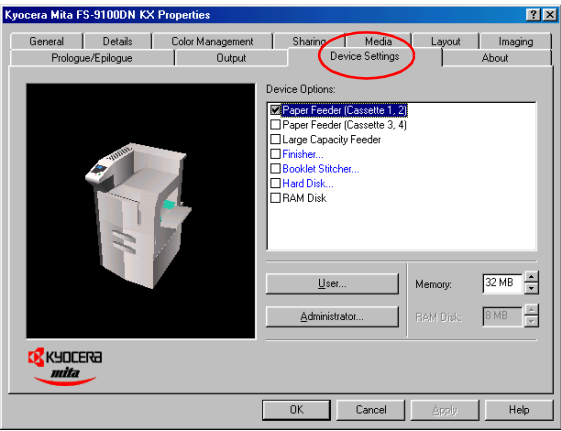 Kyocera Mita FS-9100DN KX Properties
General Details Color Management Sharing Media Layout Imaging
Prologue/Epilogue Output Device Settings About
Device Options:
Paper Feeder (Cassette 1, 2)
Paper Feeder (Cassette 3, 4)
Large Capacity Feeder
Finisher...
Booklet Stitcher...
Hard Disk...
RAM Disk
User... Memory: 32 MB
Administrator... RAM Disk: 8 MB
KYOCERA
mita
OK Cancel Apply Help